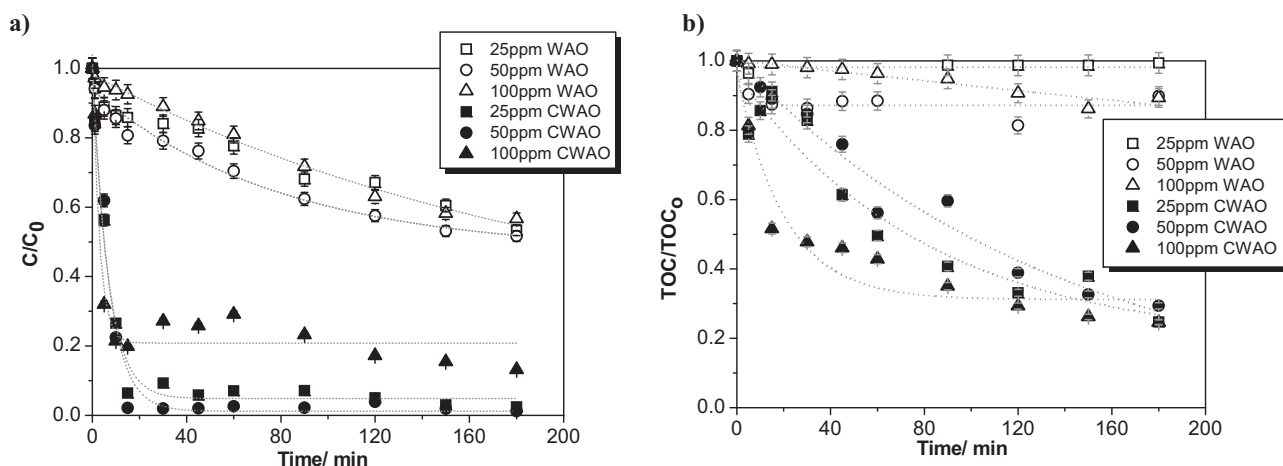 a)
25ppm WAO
50ppm WAO
100ppm WAO
25ppm CWAO
50ppm CWAO
100ppm CWAO
1.0
0.8
0.6
0.4
0.2
0.0
C/C0
0 40 80 120 160 200
Time/ min
b)
1.0
0.8
0.6
0.4
0.2
0.0
TOC/TOCo
25ppm WAO
50ppm WAO
100ppm WAO
25ppm CWAO
50ppm CWAO
100ppm CWAO
0 40 80 120 160 200
Time/ min